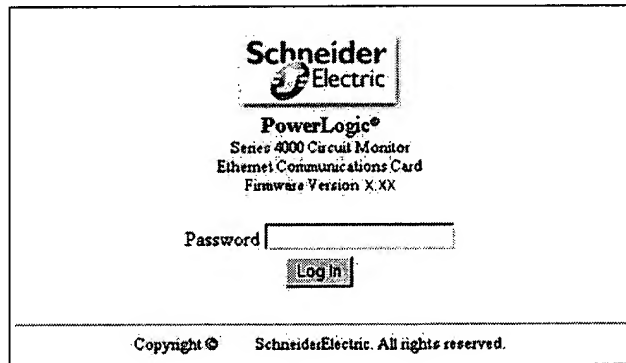 Schneider
Electric
PowerLogic®
Series 4000 Circuit Monitor
Ethernet Communications Card
Firmware Version X.XX
Password
Log In
Copyright © SchneiderElectric. All rights reserved.